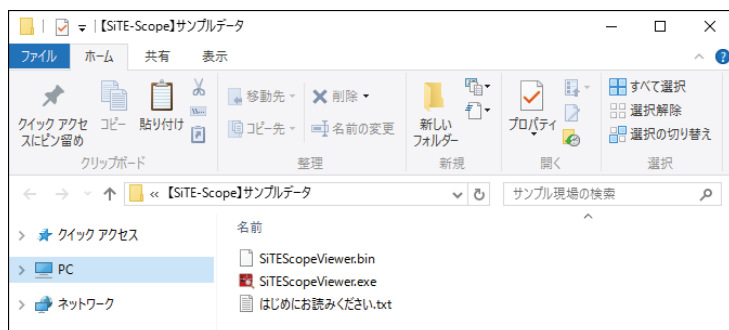 【SiTE-Scope】サンプルデータ
ファイル ホーム 共有 表示
クイック アクセスにピン留め
コピー
貼り付け
クリップボード
移動先 削除
コピー先 名前の変更
整理
新しいフォルダー
新規
プロパティ
開く
すべて選択
選択解除
選択の切り替え
選択
« 【SiTE-Scope】サンプルデータ サンプル現場の検索
クイック アクセス
PC
ネットワーク
名前
SiTEScopeViewer.bin
SiTEScopeViewer.exe
はじめにお読みください.txt